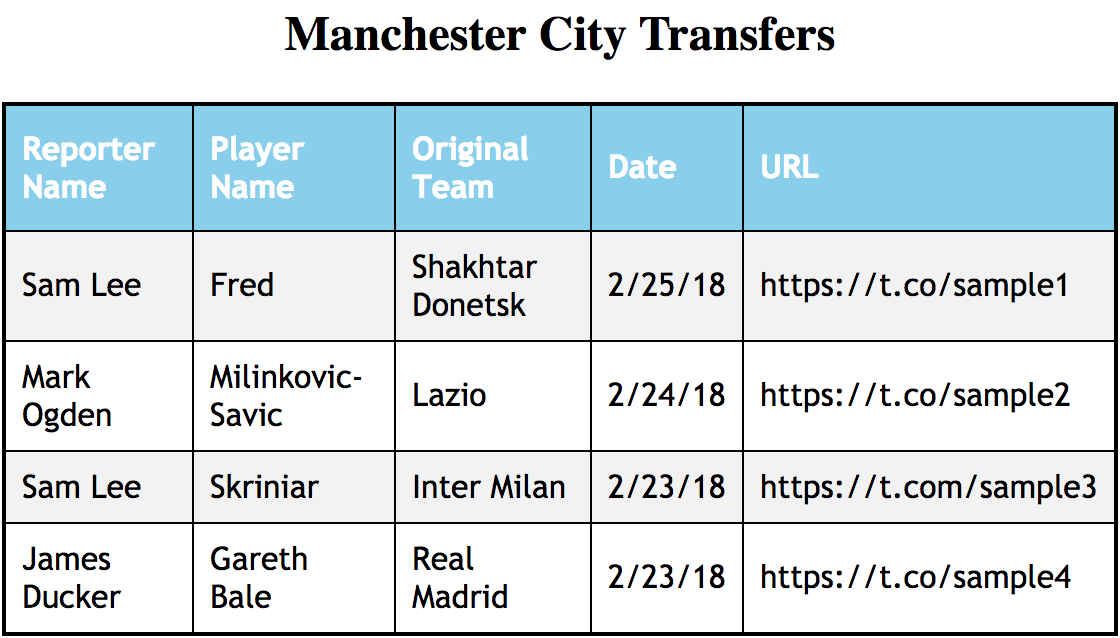 Manchester City Transfers
Reporter Name Player Name Original Team Date URL
Sam Lee Fred Shakhtar Donetsk 2/25/18 https://t.co/sample1
Mark Ogden Milinkovic-Savic Lazio 2/24/18 https://t.co/sample2
Sam Lee Skriniar Inter Milan 2/23/18 https://t.com/sample3
James Ducker Gareth Bale Real Madrid 2/23/18 https://t.co/sample4